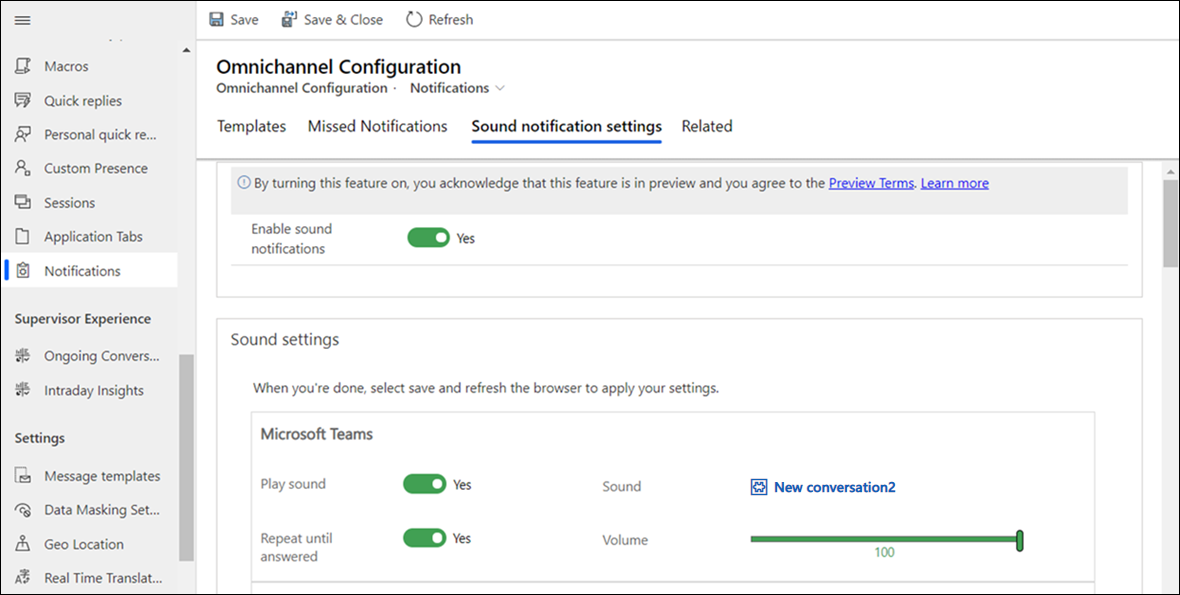 Save
Save & Close
Refresh
Macros
Quick replies
Personal quick re...
Custom Presence
Sessions
Application Tabs
Notifications
Supervisor Experience
Ongoing Convers...
Intraday Insights
Settings
Message templates
Data Masking Set...
Geo Location
Real Time Translat...
Omnichannel Configuration
Omnichannel Configuration · Notifications
Templates
Missed Notifications
Sound notification settings
Related
By turning this feature on, you acknowledge that this feature is in preview and you agree to the Preview Terms. Learn more
Enable sound
notifications
Yes
Sound settings
When you're done, select save and refresh the browser to apply your settings.
Microsoft Teams
Play sound
Yes
Sound
New conversation2
Repeat until
answered
Yes
Volume
100